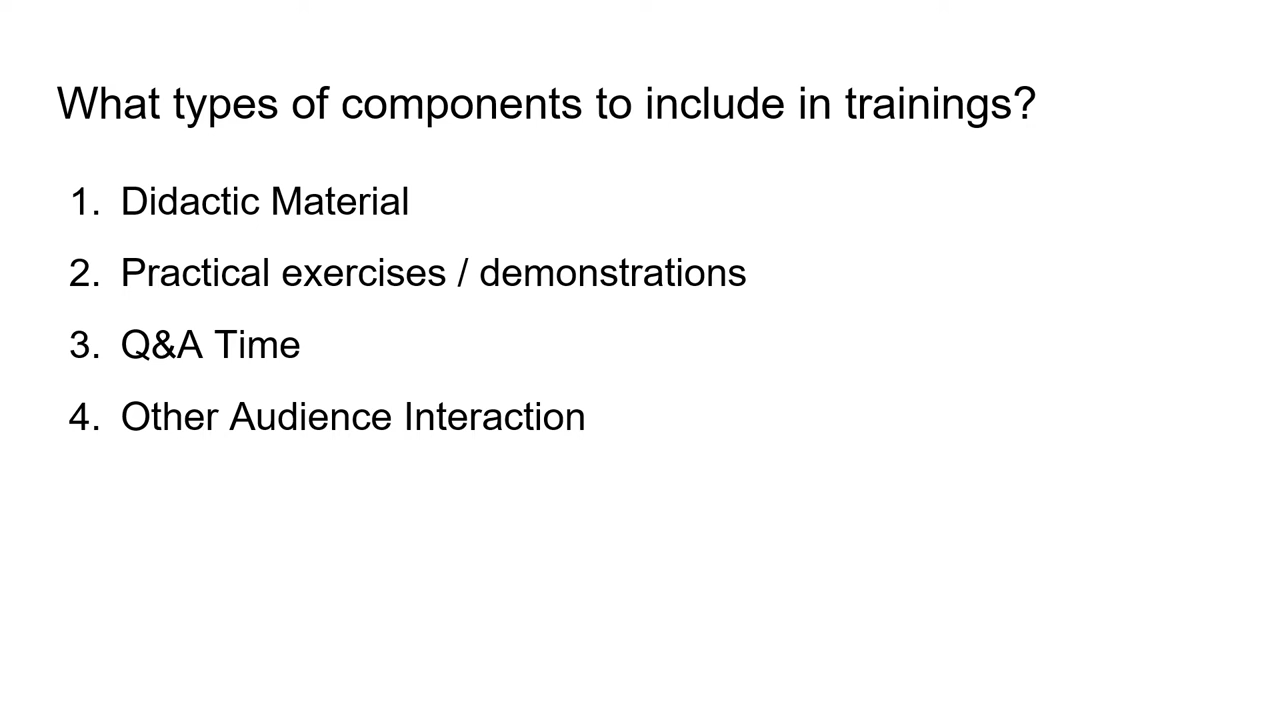 What types of components to include in trainings?
1. Didactic Material
2. Practical exercises / demonstrations
3. Q&A Time
4. Other Audience Interaction